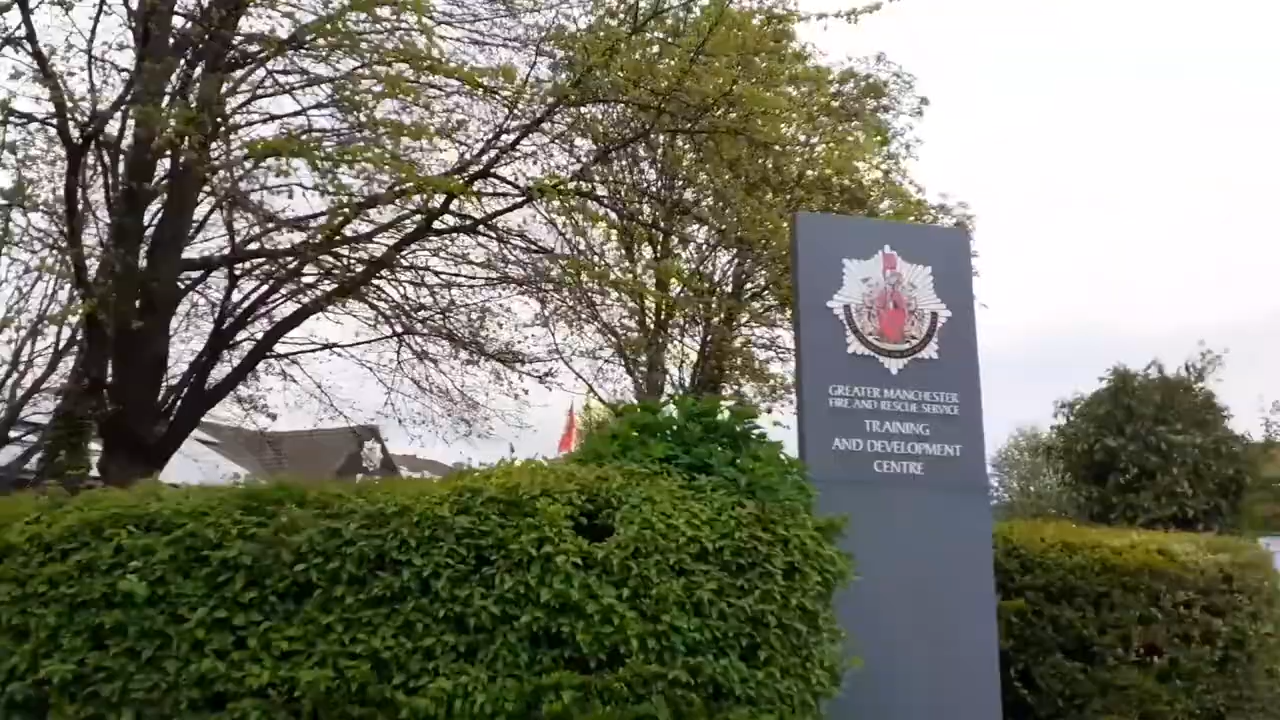 GREATER MANCHESTER
FIRE AND RESCUE SERVICE
TRAINING
AND DEVELOPMENT
CENTRE